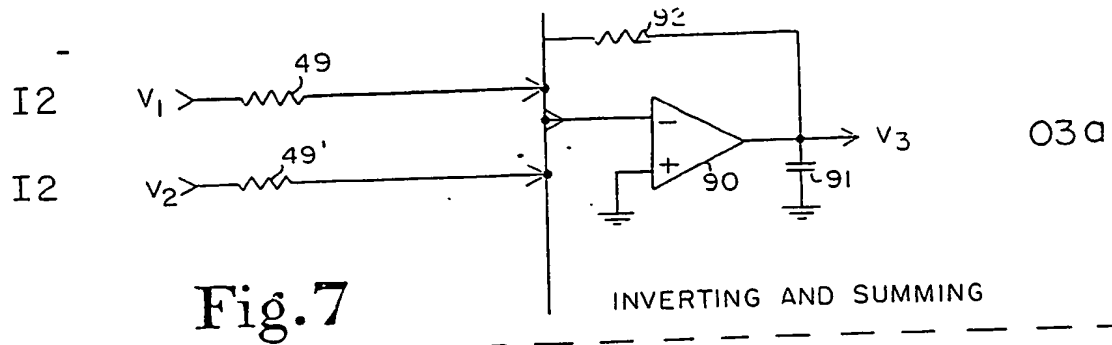 92
49
I2 V1 V3 O3a
- +
90 91
49'
I2 V2
Fig.7
INVERTING AND SUMMING